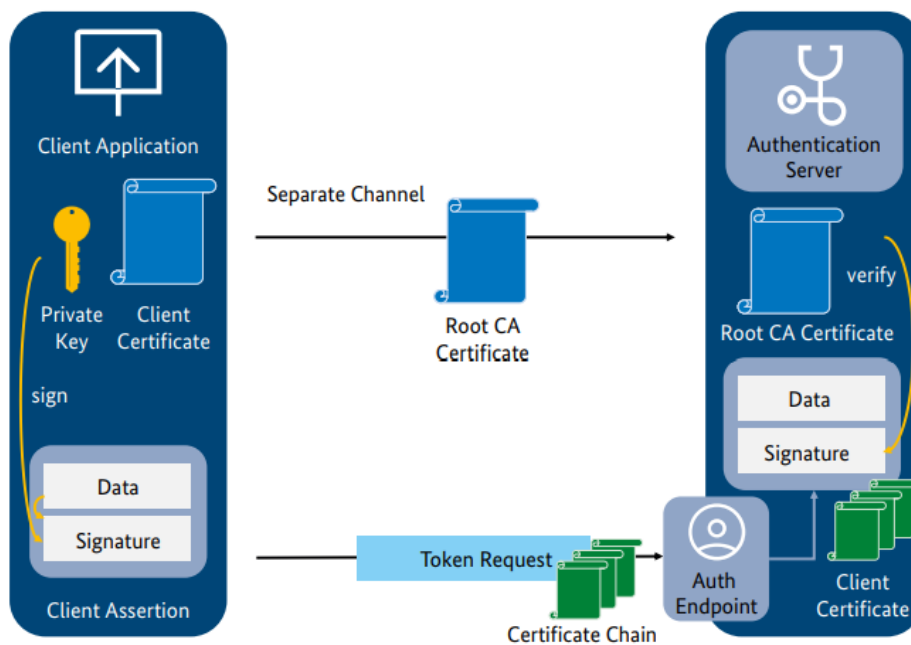 Client Application
Private
Key
Client
Certificate
sign
Data
Signature
Client Assertion
Separate Channel
Root CA
Certificate
Token Request
Certificate Chain
Auth
Endpoint
Authentication
Server
verify
Root CA Certificate
Data
Signature
Client
Certificate